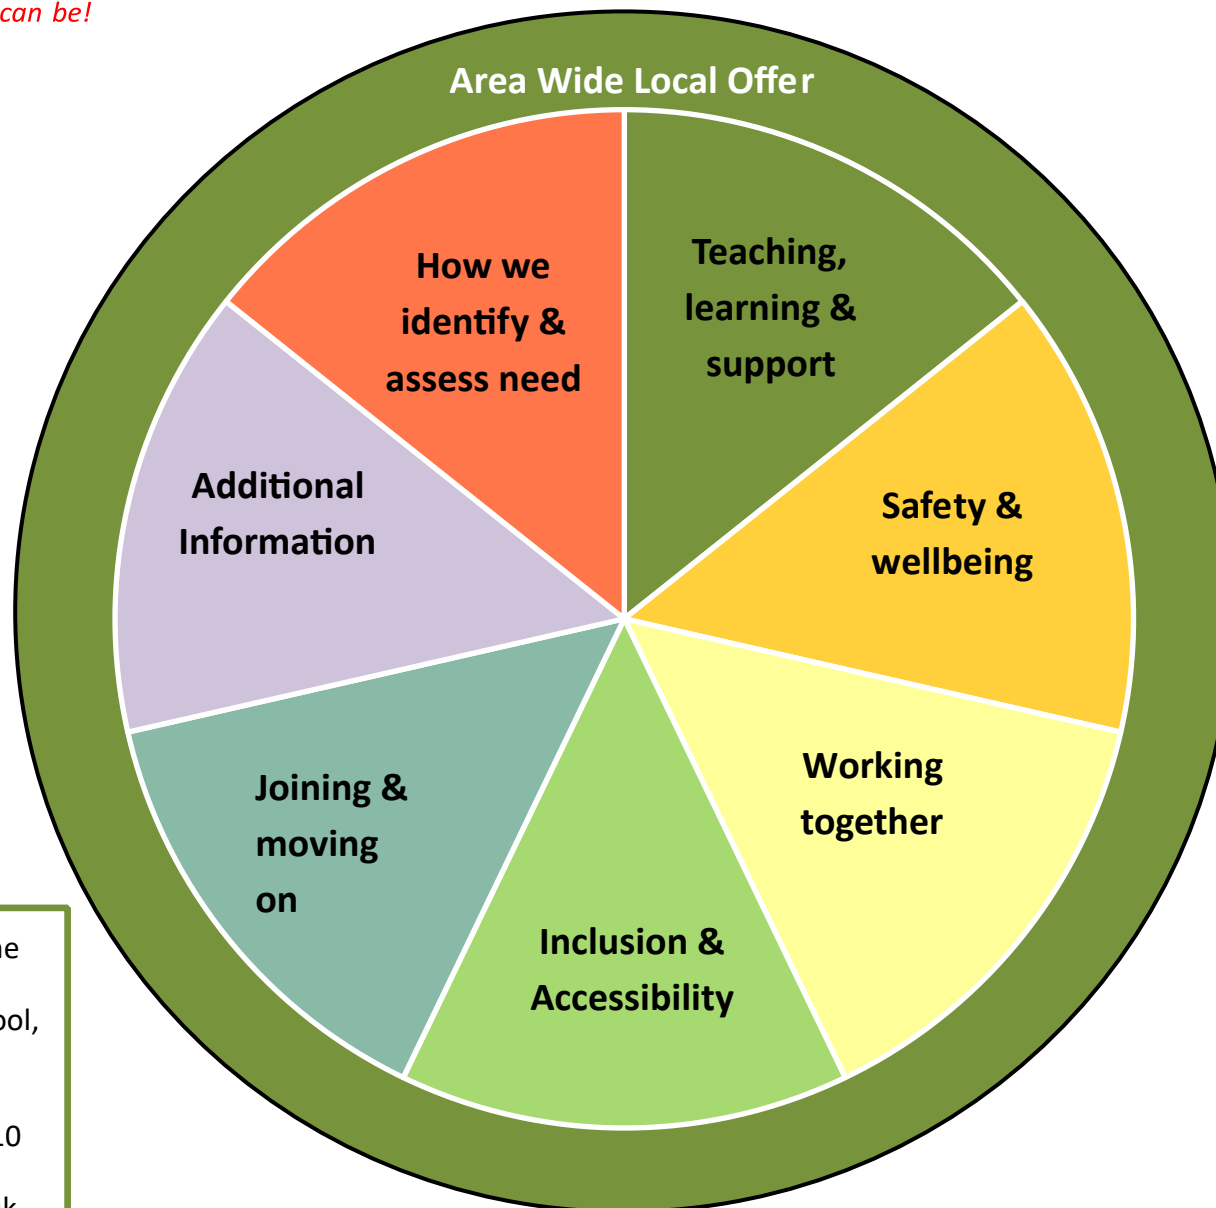 can be!
Area Wide Local Offer
How we
identify &
assess need
Teaching,
learning &
support
Safety &
wellbeing
Working
together
Inclusion &
Accessibility
Joining &
moving
on
Additional
Information